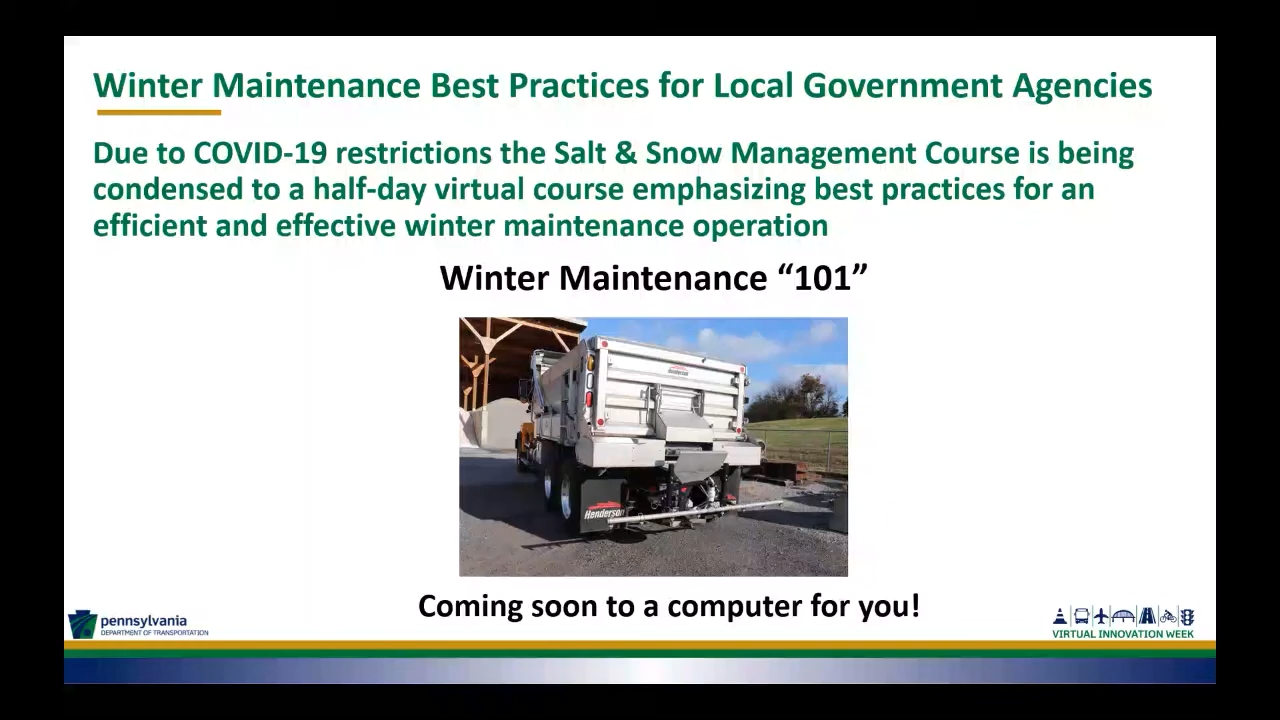 Winter Maintenance Best Practices for Local Government Agencies
Due to COVID-19 restrictions the Salt & Snow Management Course is being
condensed to a half-day virtual course emphasizing best practices for an
efficient and effective winter maintenance operation
Winter Maintenance “101”
Henderson
Henderson
Coming soon to a computer for you!
pennsylvania
DEPARTMENT OF TRANSPORTATION
VIRTUAL INNOVATION WEEK